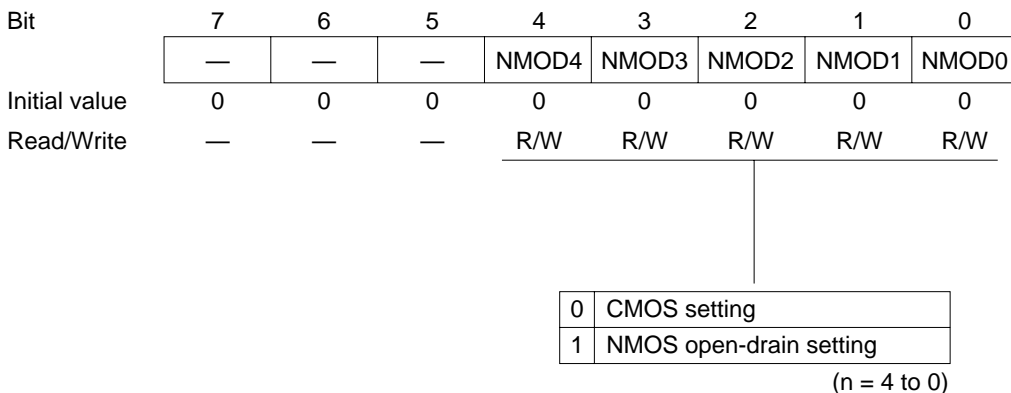 Bit 7 6 5 4 3 2 1 0
— — — NMOD4 NMOD3 NMOD2 NMOD1 NMOD0
Initial value 0 0 0 0 0 0 0 0
Read/Write — — — R/W R/W R/W R/W R/W
0 CMOS setting
1 NMOS open-drain setting
(n = 4 to 0)